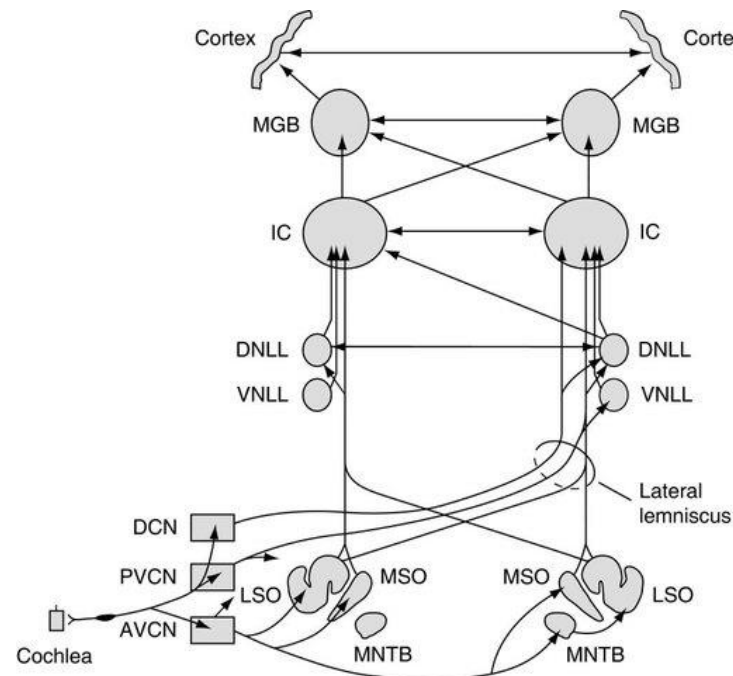 Cortex
Corte
MGB
MGB
IC
IC
DNLL
DNLL
VNLL
VNLL
Lateral
lemniscus
DCN
PVCN
LSO
MSO
MSO
LSO
AVCN
MNTB
MNTB
Cochlea